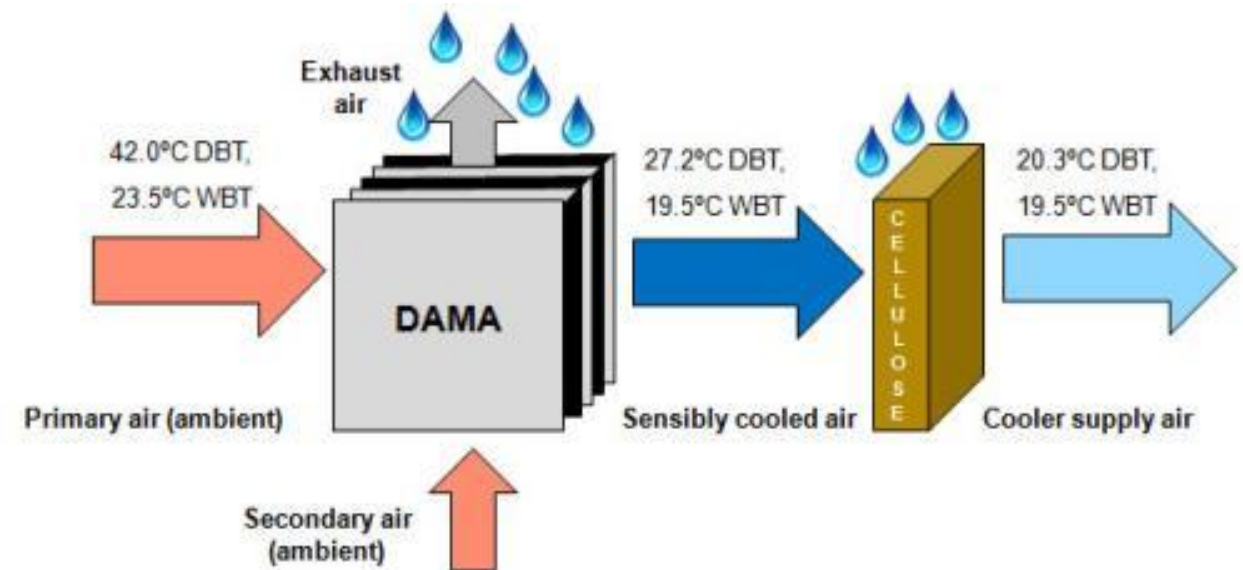 Exhaust
air
42.0ºC DBT,
23.5ºC WBT
27.2ºC DBT,
19.5ºC WBT
20.3ºC DBT,
19.5ºC WBT
DAMA
CELLULOSE
Primary air (ambient)
Sensibly cooled air
Cooler supply air
Secondary air
(ambient)